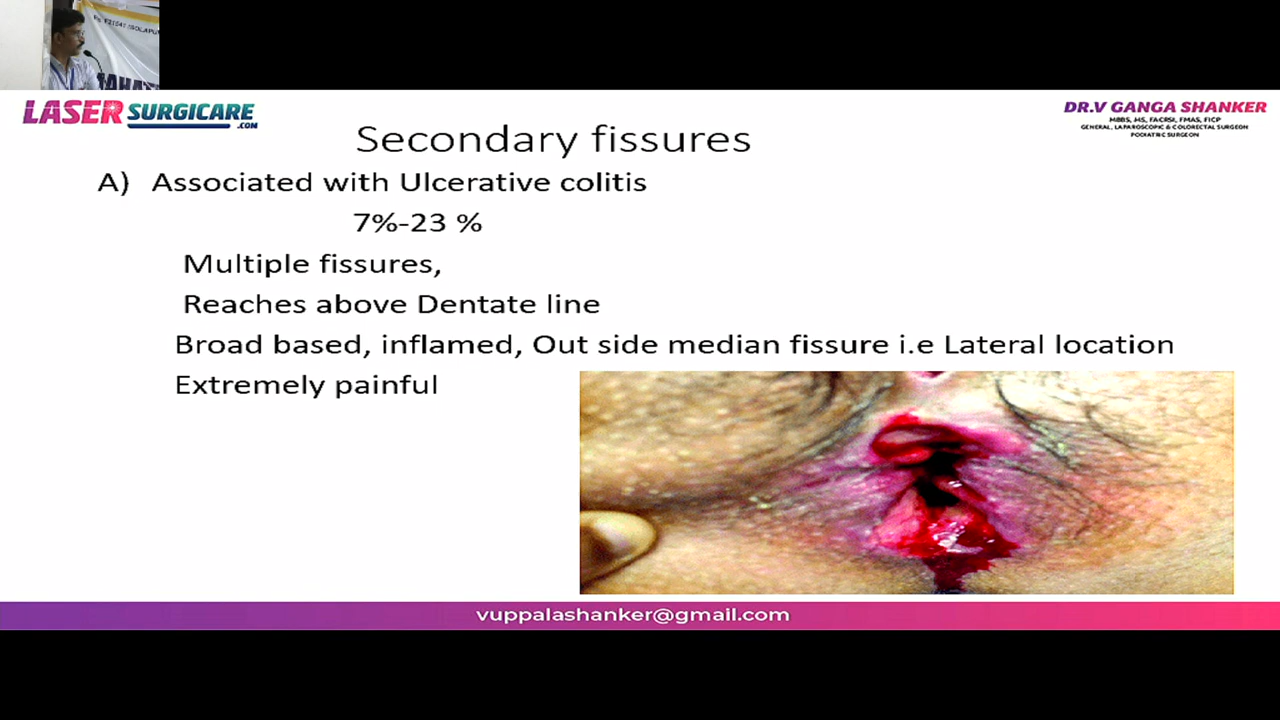 LASER SURGICARE
.COM
DR.V GANGA SHANKER
MBBS, MS, FACRSI, FMAS, FICP
GENERAL, LAPAROSCOPIC & COLORECTAL SURGEON
PODIATRIC SURGEON
Secondary fissures
A) Associated with Ulcerative colitis
7%-23 %
Multiple fissures,
Reaches above Dentate line
Broad based, inflamed, Out side median fissure i.e Lateral location
Extremely painful
vuppalashanker@gmail.com